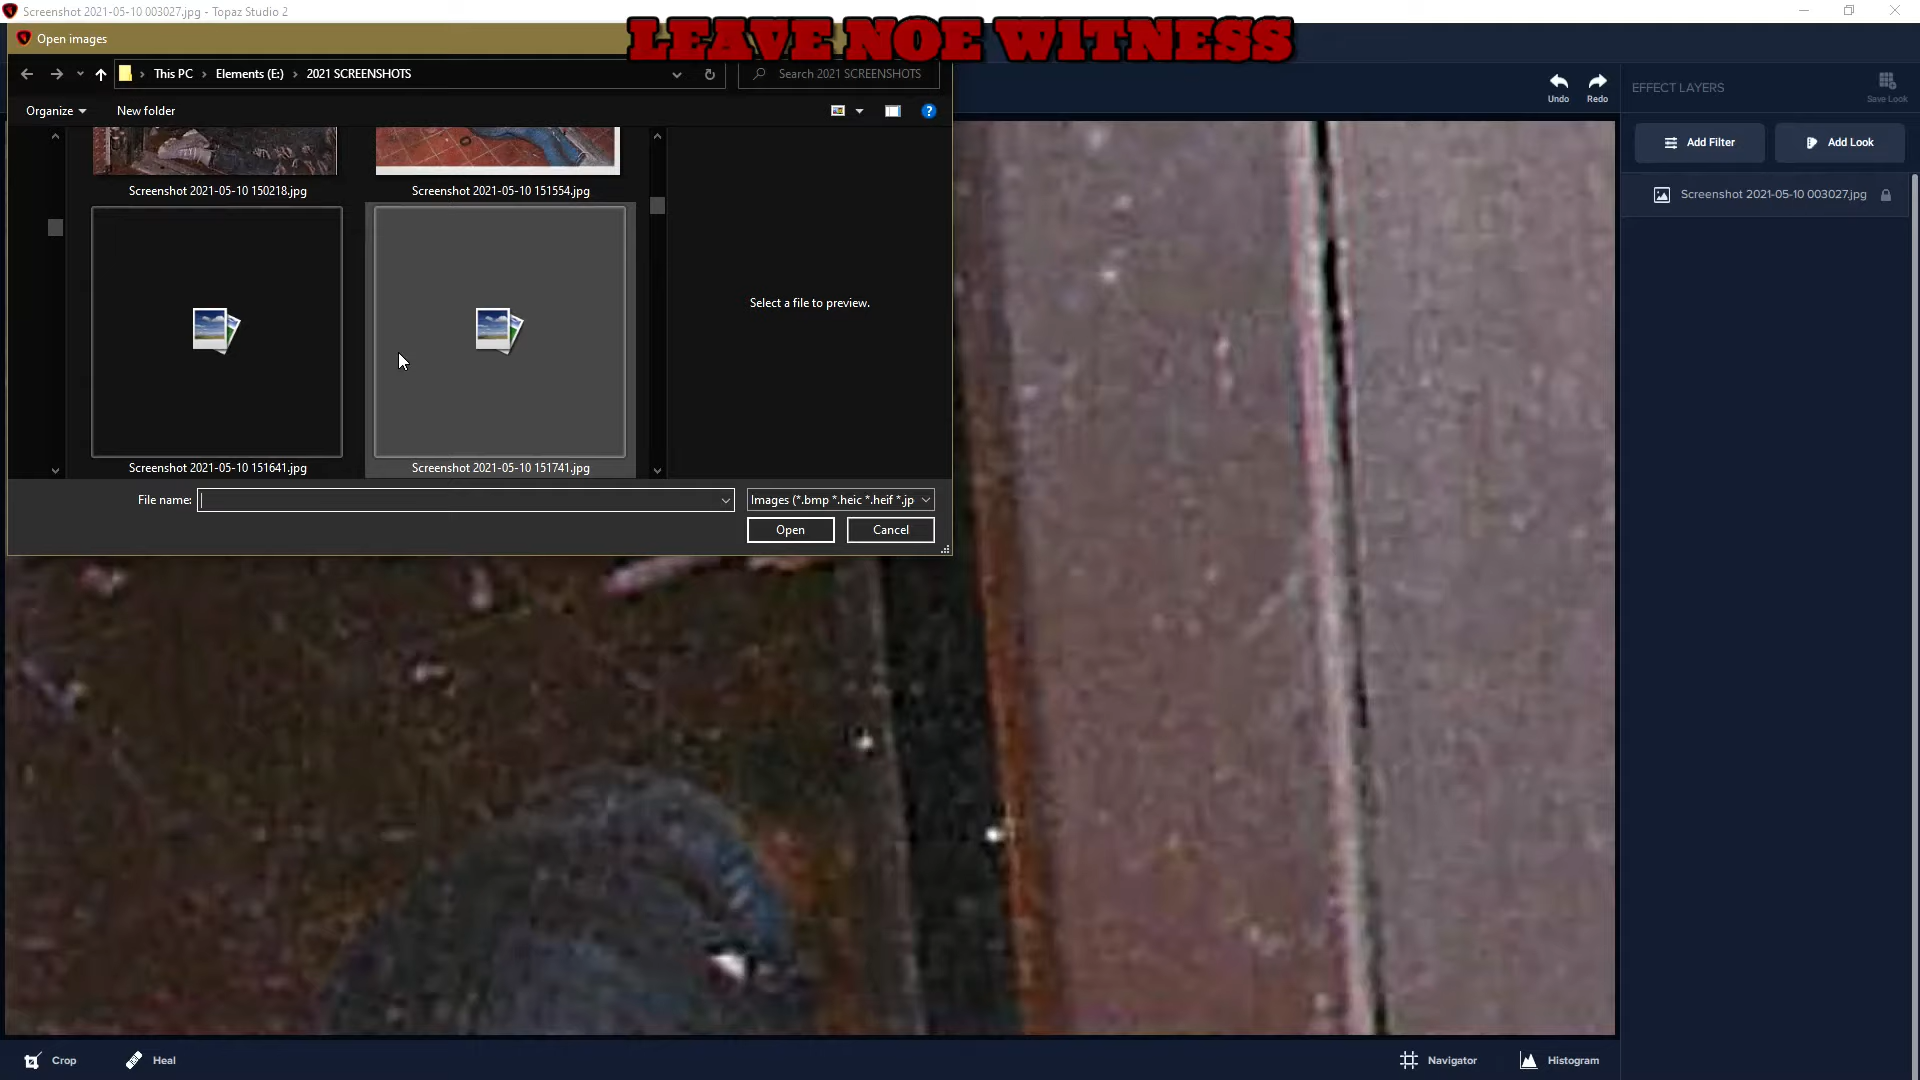 Screenshot 2021-05-10 003027.jpg - Topaz Studio 2
LEAVE NOE WITNESS
Open images
This PC > Elements (E:) > 2021 SCREENSHOTS
Search 2021 SCREENSHOTS
Organize
New folder
Undo
Redo
EFFECT LAYERS
Save Look
Add Filter
Add Look
Screenshot 2021-05-10 003027.jpg
Screenshot 2021-05-10 150218.jpg
Screenshot 2021-05-10 151554.jpg
Select a file to preview.
Screenshot 2021-05-10 151641.jpg
Screenshot 2021-05-10 151741.jpg
File name:
Images (*.bmp *.heic *.heif *.jp
Open
Cancel
Crop
Heal
Navigator
Histogram